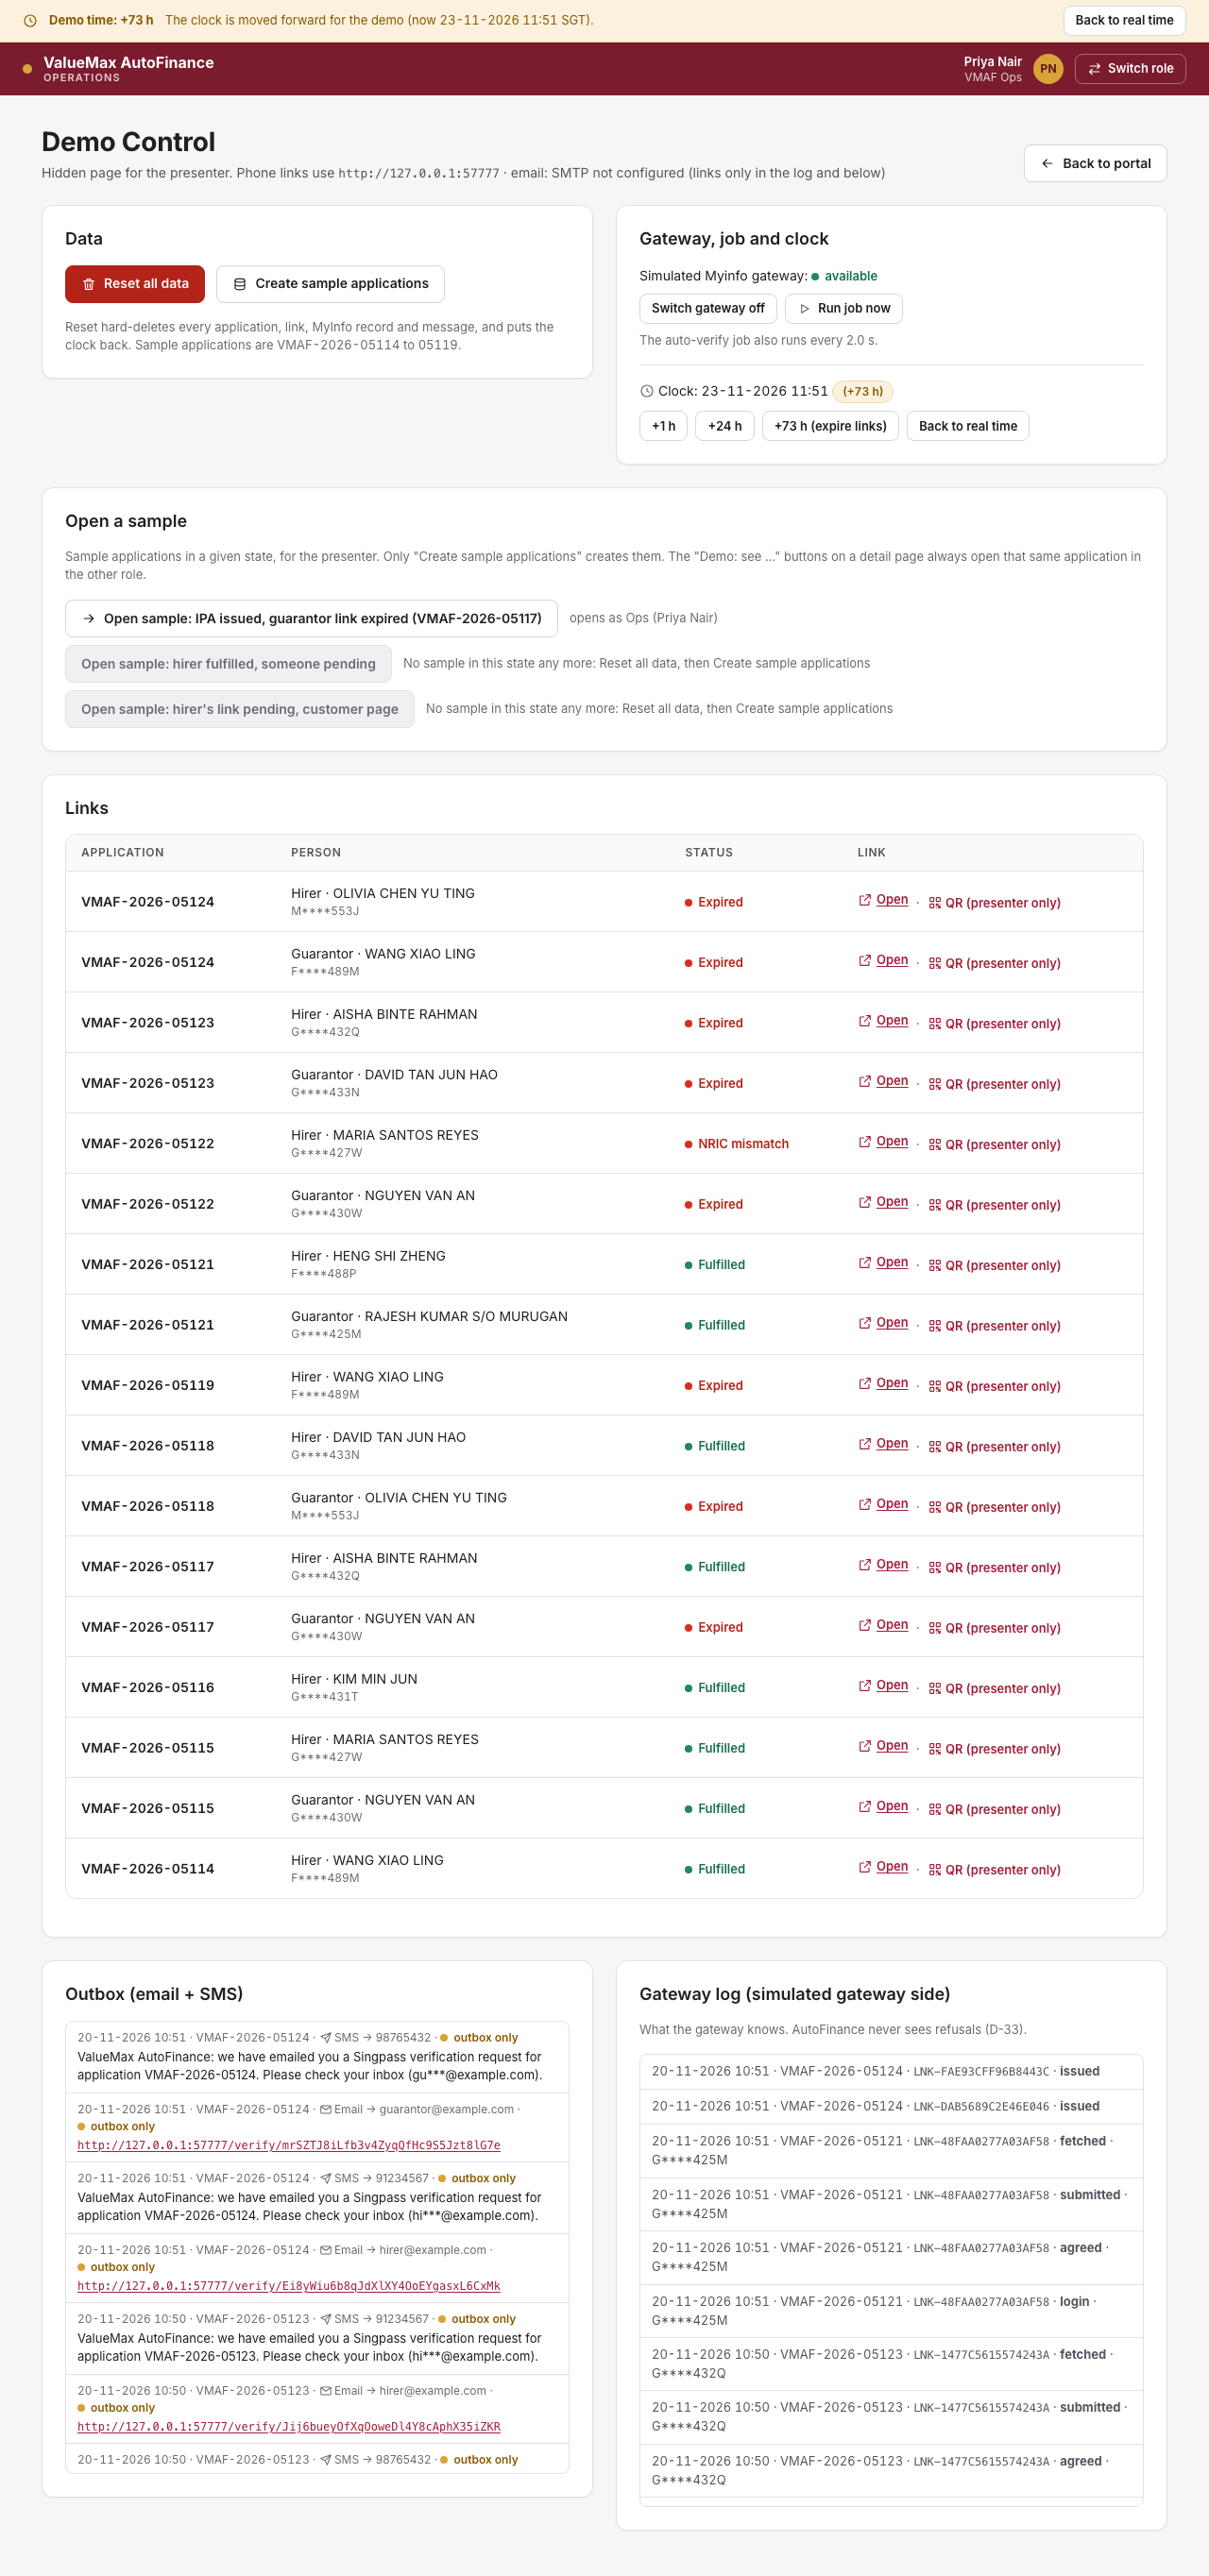 Demo time: +73 h The clock is moved forward for the demo (now 23-11-2026 11:51 SGT).
Back to real time
ValueMax AutoFinance
OPERATIONS
Priya Nair
VMAF Ops
PN
Switch role
Demo Control
Hidden page for the presenter. Phone links use http://127.0.0.1:57777 · email: SMTP not configured (links only in the log and below)
← Back to portal
Data
Reset all data
Create sample applications
Reset hard-deletes every application, link, MyInfo record and message, and puts the
clock back. Sample applications are VMAF-2026-05114 to 05119.
Gateway, job and clock
Simulated Myinfo gateway: available
Switch gateway off
Run job now
The auto-verify job also runs every 2.0 s.
Clock: 23-11-2026 11:51 (+73 h)
+1 h
+24 h
+73 h (expire links)
Back to real time
Open a sample
Sample applications in a given state, for the presenter. Only "Create sample applications" creates them. The "Demo: see ..." buttons on a detail page always open that same application in
the other role.
→ Open sample: IPA issued, guarantor link expired (VMAF-2026-05117) opens as Ops (Priya Nair)
Open sample: hirer fulfilled, someone pending No sample in this state any more: Reset all data, then Create sample applications
Open sample: hirer's link pending, customer page No sample in this state any more: Reset all data, then Create sample applications
Links
APPLICATION PERSON STATUS LINK
VMAF-2026-05124 Hirer · OLIVIA CHEN YU TING Expired Open · QR (presenter only)
M****553J
VMAF-2026-05124 Guarantor · WANG XIAO LING Expired Open · QR (presenter only)
F****489M
VMAF-2026-05123 Hirer · AISHA BINTE RAHMAN Expired Open · QR (presenter only)
G****432Q
VMAF-2026-05123 Guarantor · DAVID TAN JUN HAO Expired Open · QR (presenter only)
G****433N
VMAF-2026-05122 Hirer · MARIA SANTOS REYES NRIC mismatch Open · QR (presenter only)
G****427W
VMAF-2026-05122 Guarantor · NGUYEN VAN AN Expired Open · QR (presenter only)
G****430W
VMAF-2026-05121 Hirer · HENG SHI ZHENG Fulfilled Open · QR (presenter only)
F****488P
VMAF-2026-05121 Guarantor · RAJESH KUMAR S/O MURUGAN Fulfilled Open · QR (presenter only)
G****425M
VMAF-2026-05119 Hirer · WANG XIAO LING Expired Open · QR (presenter only)
F****489M
VMAF-2026-05118 Hirer · DAVID TAN JUN HAO Fulfilled Open · QR (presenter only)
G****433N
VMAF-2026-05118 Guarantor · OLIVIA CHEN YU TING Expired Open · QR (presenter only)
M****553J
VMAF-2026-05117 Hirer · AISHA BINTE RAHMAN Fulfilled Open · QR (presenter only)
G****432Q
VMAF-2026-05117 Guarantor · NGUYEN VAN AN Expired Open · QR (presenter only)
G****430W
VMAF-2026-05116 Hirer · KIM MIN JUN Fulfilled Open · QR (presenter only)
G****431T
VMAF-2026-05115 Hirer · MARIA SANTOS REYES Fulfilled Open · QR (presenter only)
G****427W
VMAF-2026-05115 Guarantor · NGUYEN VAN AN Fulfilled Open · QR (presenter only)
G****430W
VMAF-2026-05114 Hirer · WANG XIAO LING Fulfilled Open · QR (presenter only)
F****489M
Outbox (email + SMS)
20-11-2026 10:51 · VMAF-2026-05124 · SMS → 98765432 · outbox only
ValueMax AutoFinance: we have emailed you a Singpass verification request for
application VMAF-2026-05124. Please check your inbox (gu***@example.com).
20-11-2026 10:51 · VMAF-2026-05124 · Email → guarantor@example.com ·
outbox only
http://127.0.0.1:57777/verify/mrSZTJ8iLfb3v4ZyqQfHc9S5Jzt8lG7e
20-11-2026 10:51 · VMAF-2026-05124 · SMS → 91234567 · outbox only
ValueMax AutoFinance: we have emailed you a Singpass verification request for
application VMAF-2026-05124. Please check your inbox (hi***@example.com).
20-11-2026 10:51 · VMAF-2026-05124 · Email → hirer@example.com ·
outbox only
http://127.0.0.1:57777/verify/Ei8yWiu6b8qJdXlXY4OoEYgasxL6CxMk
20-11-2026 10:50 · VMAF-2026-05123 · SMS → 91234567 · outbox only
ValueMax AutoFinance: we have emailed you a Singpass verification request for
application VMAF-2026-05123. Please check your inbox (hi***@example.com).
20-11-2026 10:50 · VMAF-2026-05123 · Email → hirer@example.com ·
outbox only
http://127.0.0.1:57777/verify/Jij6bueyOfXqOoweDl4Y8cAphX35iZKR
20-11-2026 10:50 · VMAF-2026-05123 · SMS → 98765432 · outbox only
Gateway log (simulated gateway side)
What the gateway knows. AutoFinance never sees refusals (D-33).
20-11-2026 10:51 · VMAF-2026-05124 · LNK-FAE93CFF96B8443C · issued
20-11-2026 10:51 · VMAF-2026-05124 · LNK-DAB5689C2E46E046 · issued
20-11-2026 10:51 · VMAF-2026-05121 · LNK-48FAA0277A03AF58 · fetched ·
G****425M
20-11-2026 10:51 · VMAF-2026-05121 · LNK-48FAA0277A03AF58 · submitted ·
G****425M
20-11-2026 10:51 · VMAF-2026-05121 · LNK-48FAA0277A03AF58 · agreed ·
G****425M
20-11-2026 10:51 · VMAF-2026-05121 · LNK-48FAA0277A03AF58 · login ·
G****425M
20-11-2026 10:50 · VMAF-2026-05123 · LNK-1477C5615574243A · fetched ·
G****432Q
20-11-2026 10:50 · VMAF-2026-05123 · LNK-1477C5615574243A · submitted ·
G****432Q
20-11-2026 10:50 · VMAF-2026-05123 · LNK-1477C5615574243A · agreed ·
G****432Q